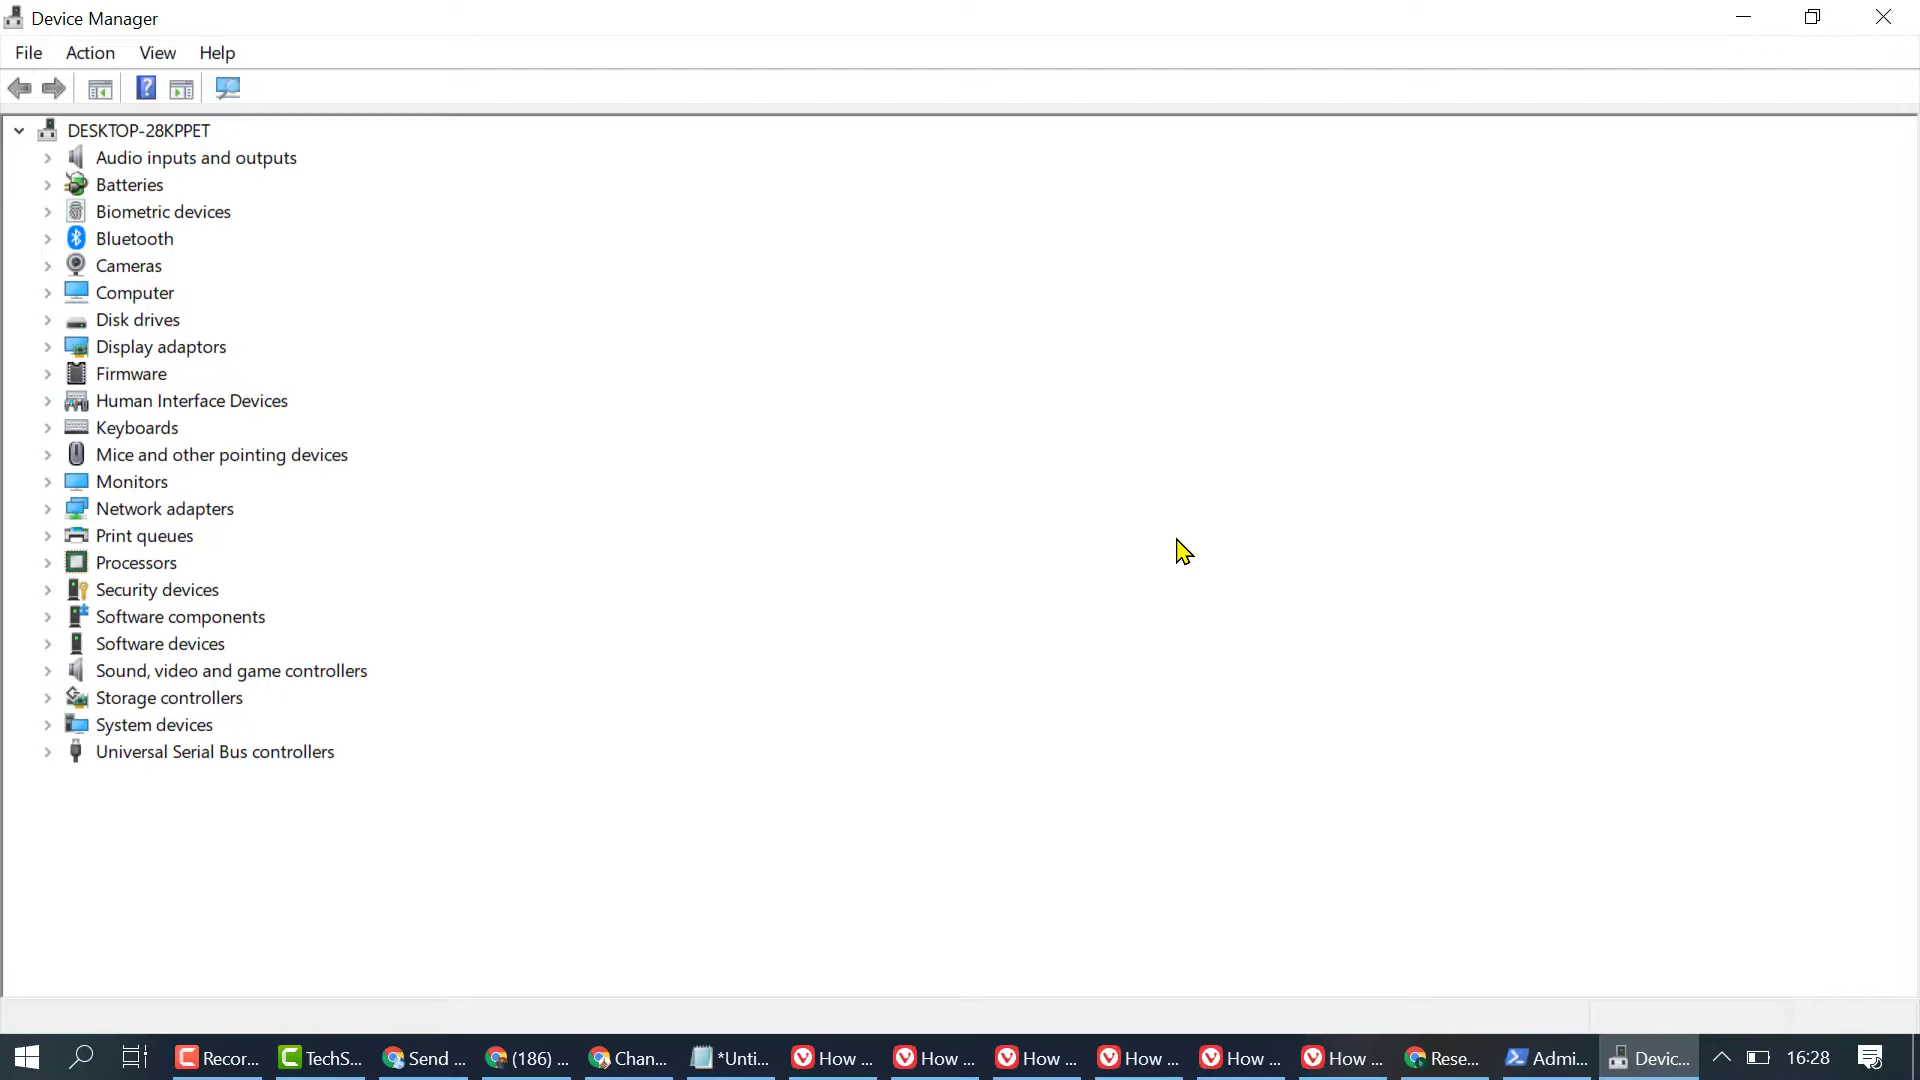 Device Manager
File Action View Help
DESKTOP-28KPPET
Audio inputs and outputs
Batteries
Biometric devices
Bluetooth
Cameras
Computer
Disk drives
Display adaptors
Firmware
Human Interface Devices
Keyboards
Mice and other pointing devices
Monitors
Network adapters
Print queues
Processors
Security devices
Software components
Software devices
Sound, video and game controllers
Storage controllers
System devices
Universal Serial Bus controllers
Recor... TechS... Send ... (186) ... Chan... *Unti... How ... How ... How ... How ... How ... How ... Rese... Admi... Devic... 16:28